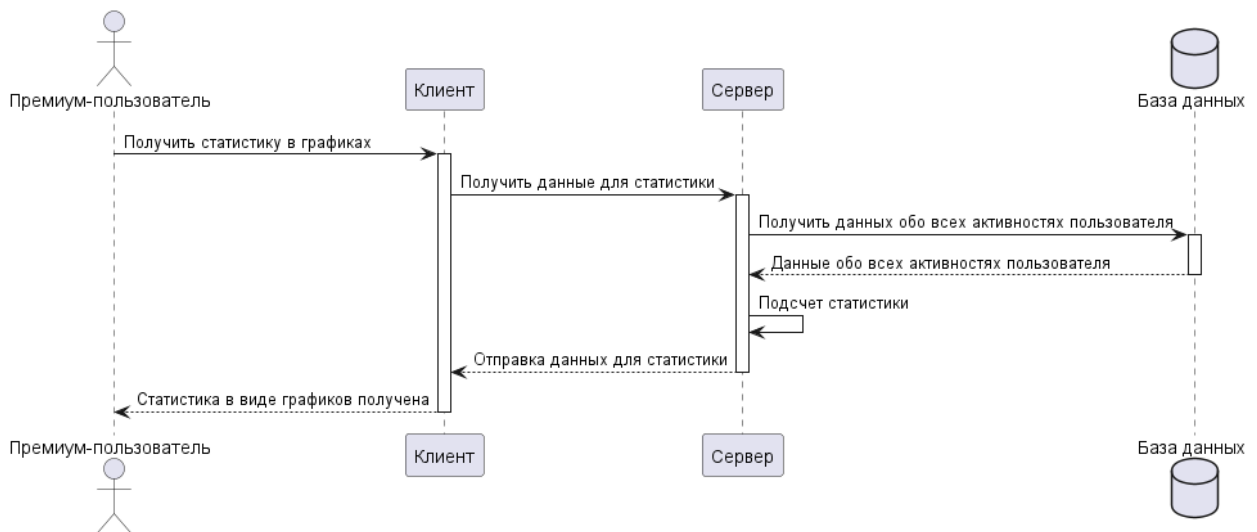 Премиум-пользователь
Клиент
Сервер
База данных
Получить статистику в графиках
Получить данные для статистики
Получить данных обо всех активностях пользователя
Данные обо всех активностях пользователя
Подсчет статистики
Отправка данных для статистики
Статистика в виде графиков получена
Премиум-пользователь
Клиент
Сервер
База данных